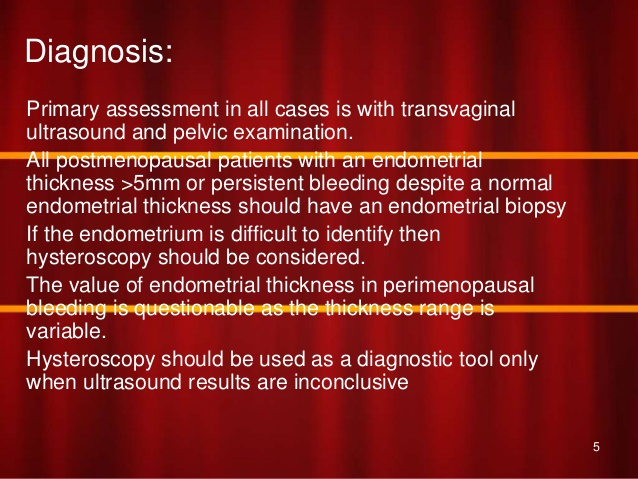 Diagnosis:
Primary assessment in all cases is with transvaginal
ultrasound and pelvic examination.
All postmenopausal patients with an endometrial
thickness >5mm or persistent bleeding despite a normal
endometrial thickness should have an endometrial biopsy
If the endometrium is difficult to identify then
hysteroscopy should be considered.
The value of endometrial thickness in perimenopausal
bleeding is questionable as the thickness range is
variable.
Hysteroscopy should be used as a diagnostic tool only
when ultrasound results are inconclusive
5